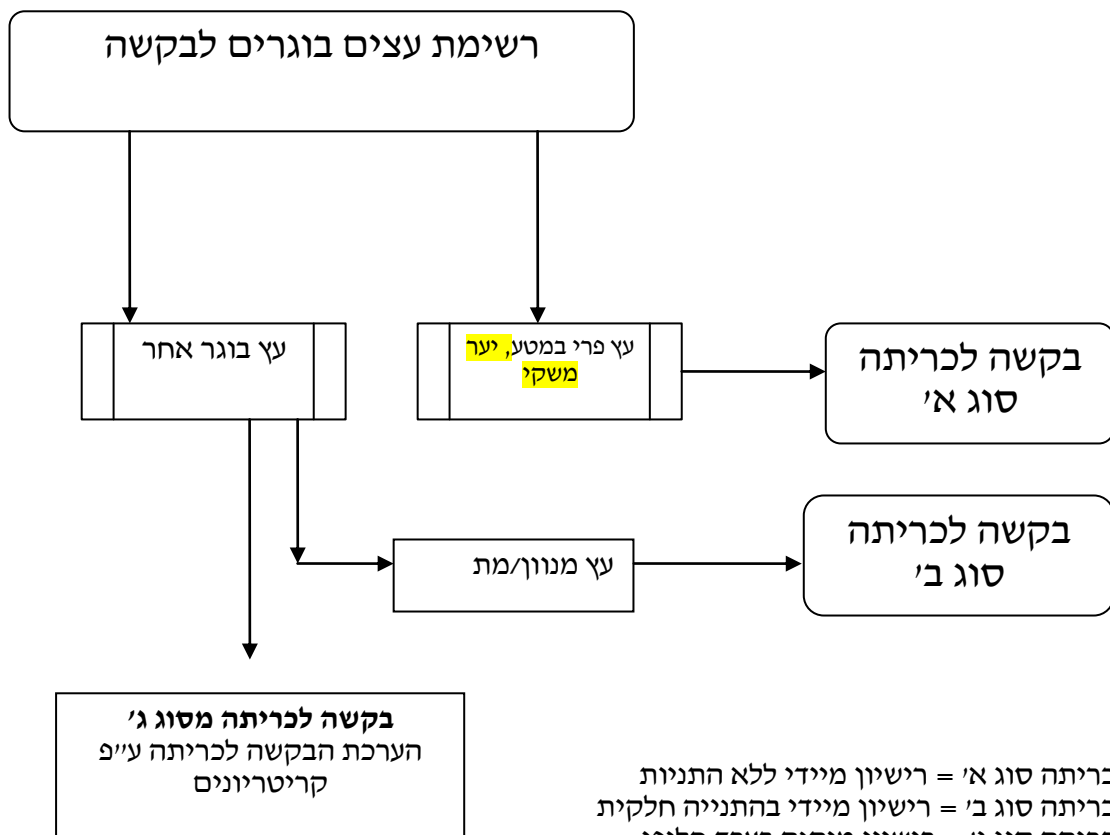 רשימת עצים בוגרים לבקשה
עץ פרי במטע, יער
משקי
עץ בוגר אחר
בקשה לכריתה
סוג א'
בקשה לכריתה
סוג ב'
עץ מנוון/מת
בקשה לכריתה מסוג ג'
הערכת הבקשה לכריתה ע"פ
קריטריונים
כריתה סוג א' = רישיון מיידי ללא התניות
כריתה סוג ב' = רישיון מיידי בהתנייה חלקית